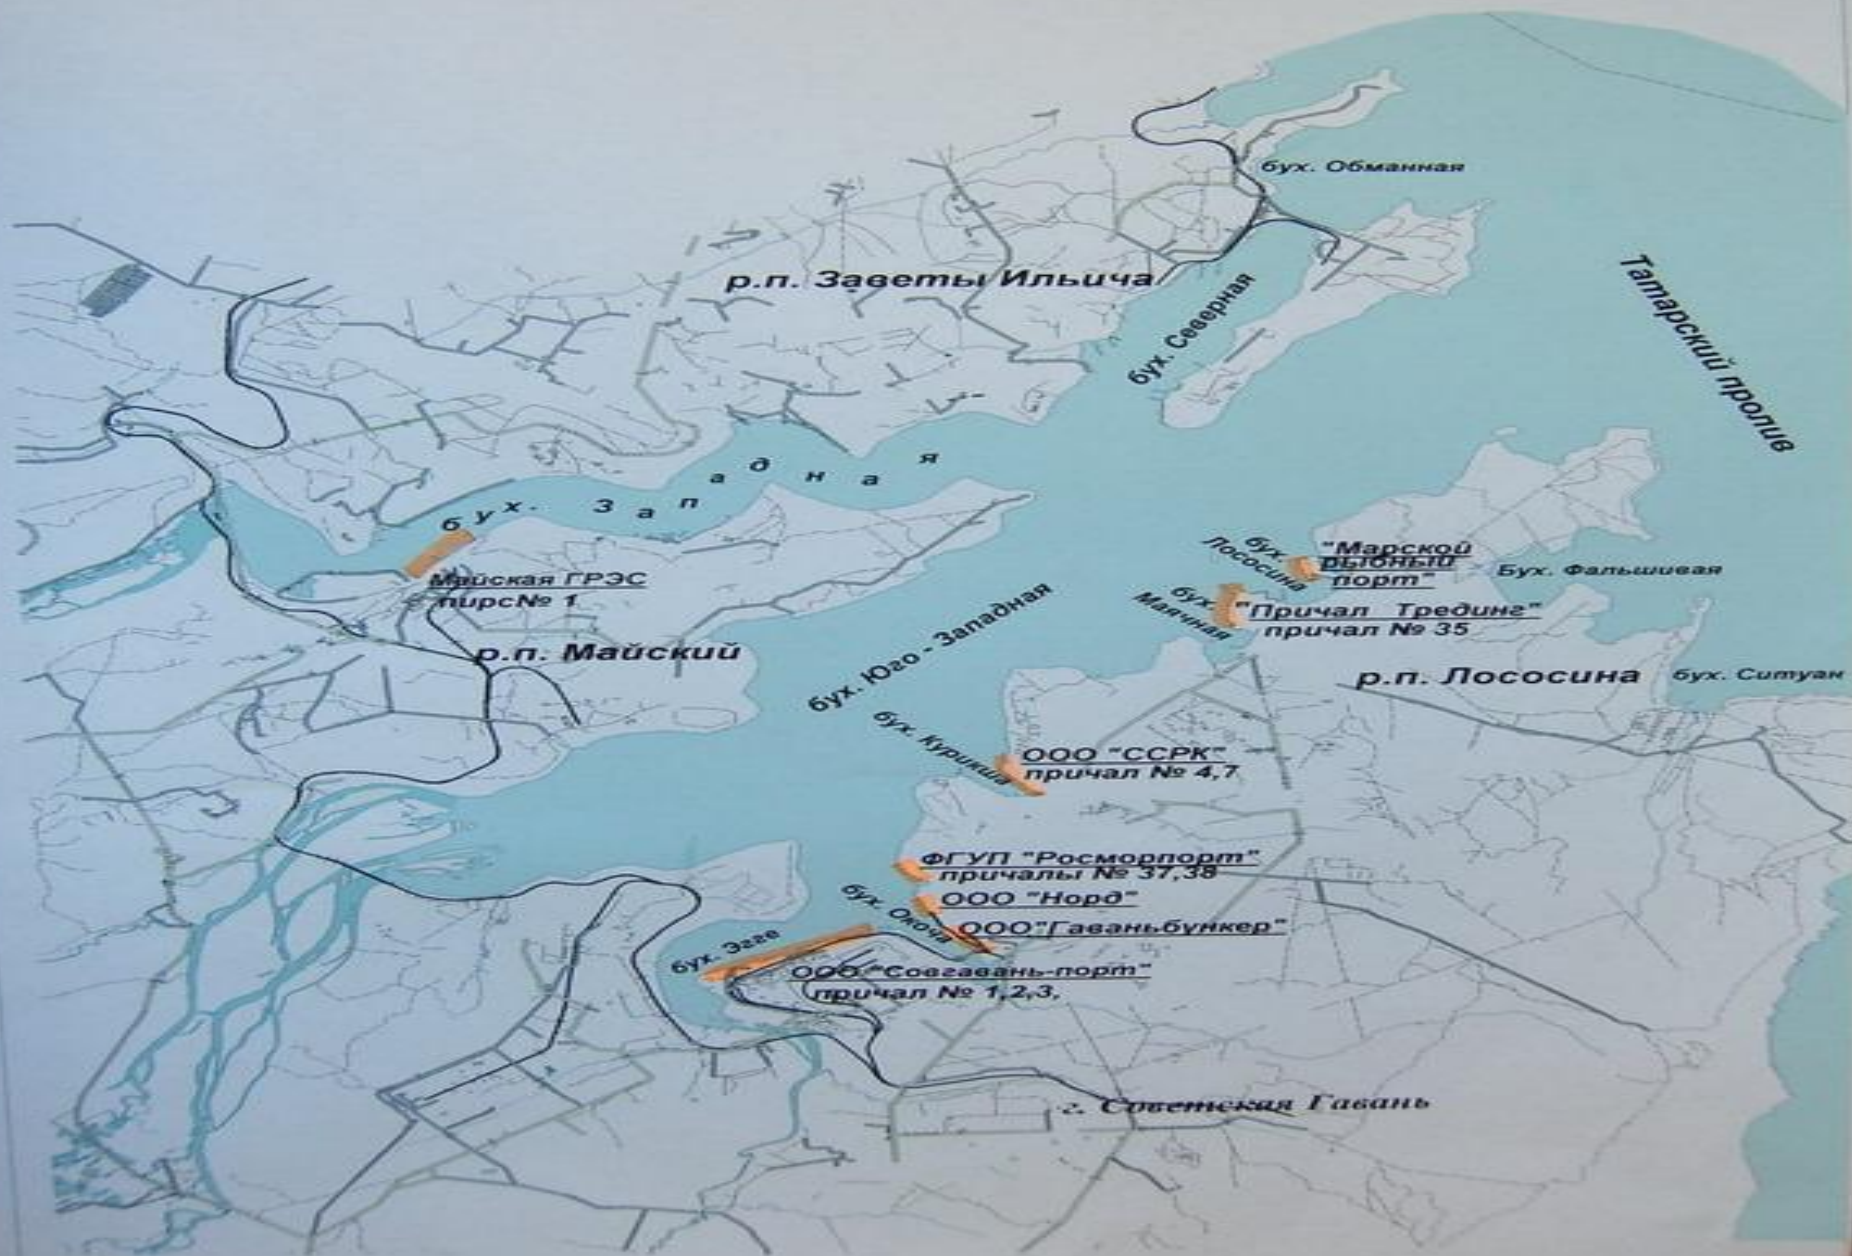 бух. Обманная
р.п. Заветы Ильича
бух. Северная
Татарский пролив
бух. Западная
Майская ГРЭС
пирс№ 1
р.п. Майский
бух. Юго - Западная
бух.
Лососина
"Марской
рыбный
порт"
Бух. Фальшивая
бух.
Маячная
"Причал Трединг"
причал № 35
р.п. Лососина
бух. Ситуан
бух. Курикша
ООО "ССРК"
причал № 4,7
ФГУП "Росморпорт"
причалы № 37,38
ООО "Норд"
бух. Окоча
ООО"Гаваньбункер"
бух. Эгге
ООО "Совгавань-порт"
причал № 1,2,3,
г. Советская Гавань